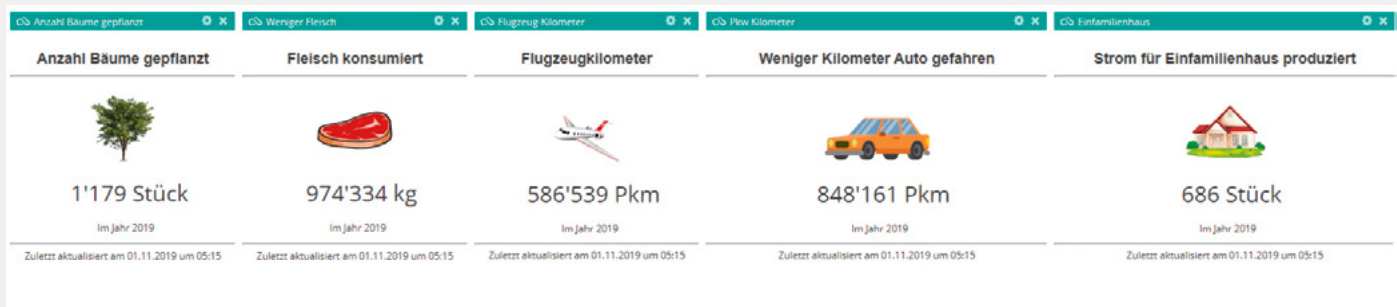 Anzahl Bäume gepflanzt
Anzahl Bäume gepflanzt
1'179 Stück
Im Jahr 2019
Zuletzt aktualisiert am 01.11.2019 um 05:15
Weniger Fleisch
Fleisch konsumiert
974'334 kg
Im Jahr 2019
Zuletzt aktualisiert am 01.11.2019 um 05:15
Flugzeug Kilometer
Flugzeugkilometer
586'539 Pkm
Im Jahr 2019
Zuletzt aktualisiert am 01.11.2019 um 05:15
Pkw Kilometer
Weniger Kilometer Auto gefahren
848'161 Pkm
Im Jahr 2019
Zuletzt aktualisiert am 01.11.2019 um 05:15
Einfamilienhaus
Strom für Einfamilienhaus produziert
686 Stück
Im Jahr 2019
Zuletzt aktualisiert am 01.11.2019 um 05:15